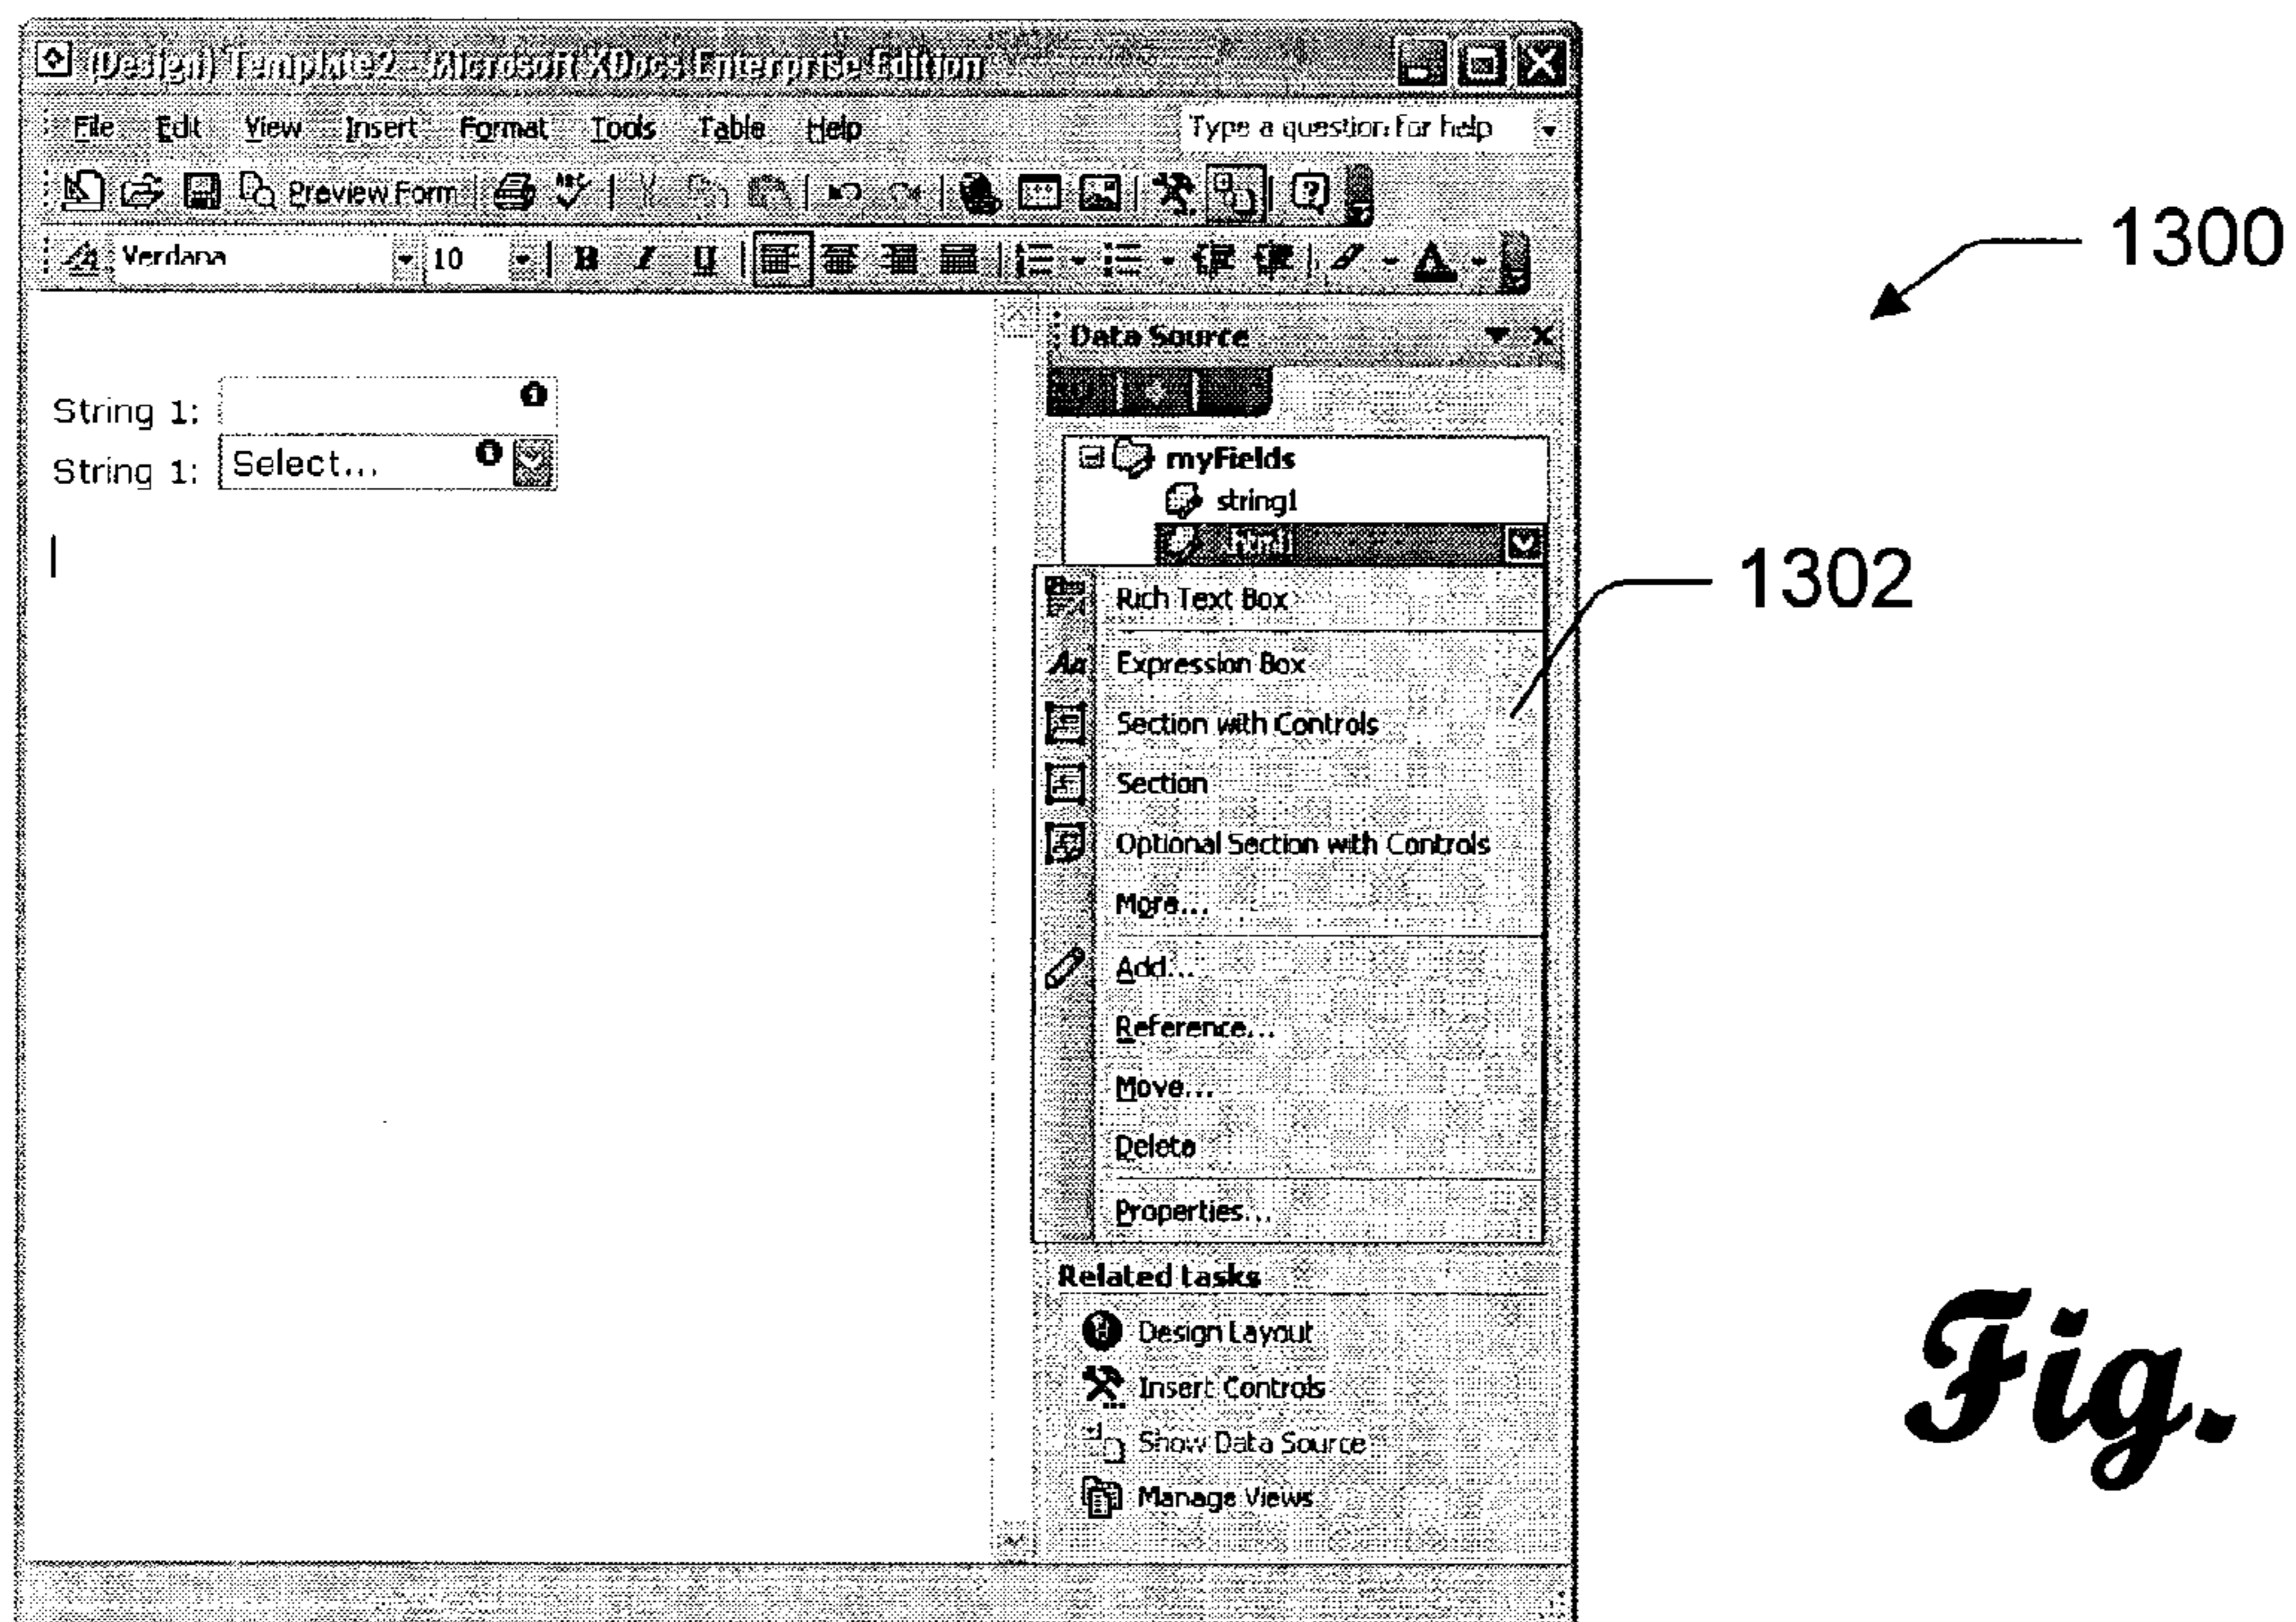 (Design) Template2 - Microsoft XDocs Enterprise Edition
File Edit View Insert Format Tools Table Help Type a question for help
Preview Form
Verdana 10 B I U A
1300
Data Source
String 1:
String 1: Select...
myFields
string1
html
1302
Rich Text Box
Aa Expression Box
Section with Controls
Section
Optional Section with Controls
More...
Add...
Reference...
Move...
Delete
Properties...
Related tasks
Design Layout
Insert Controls
Show Data Source
Manage Views
Fig.